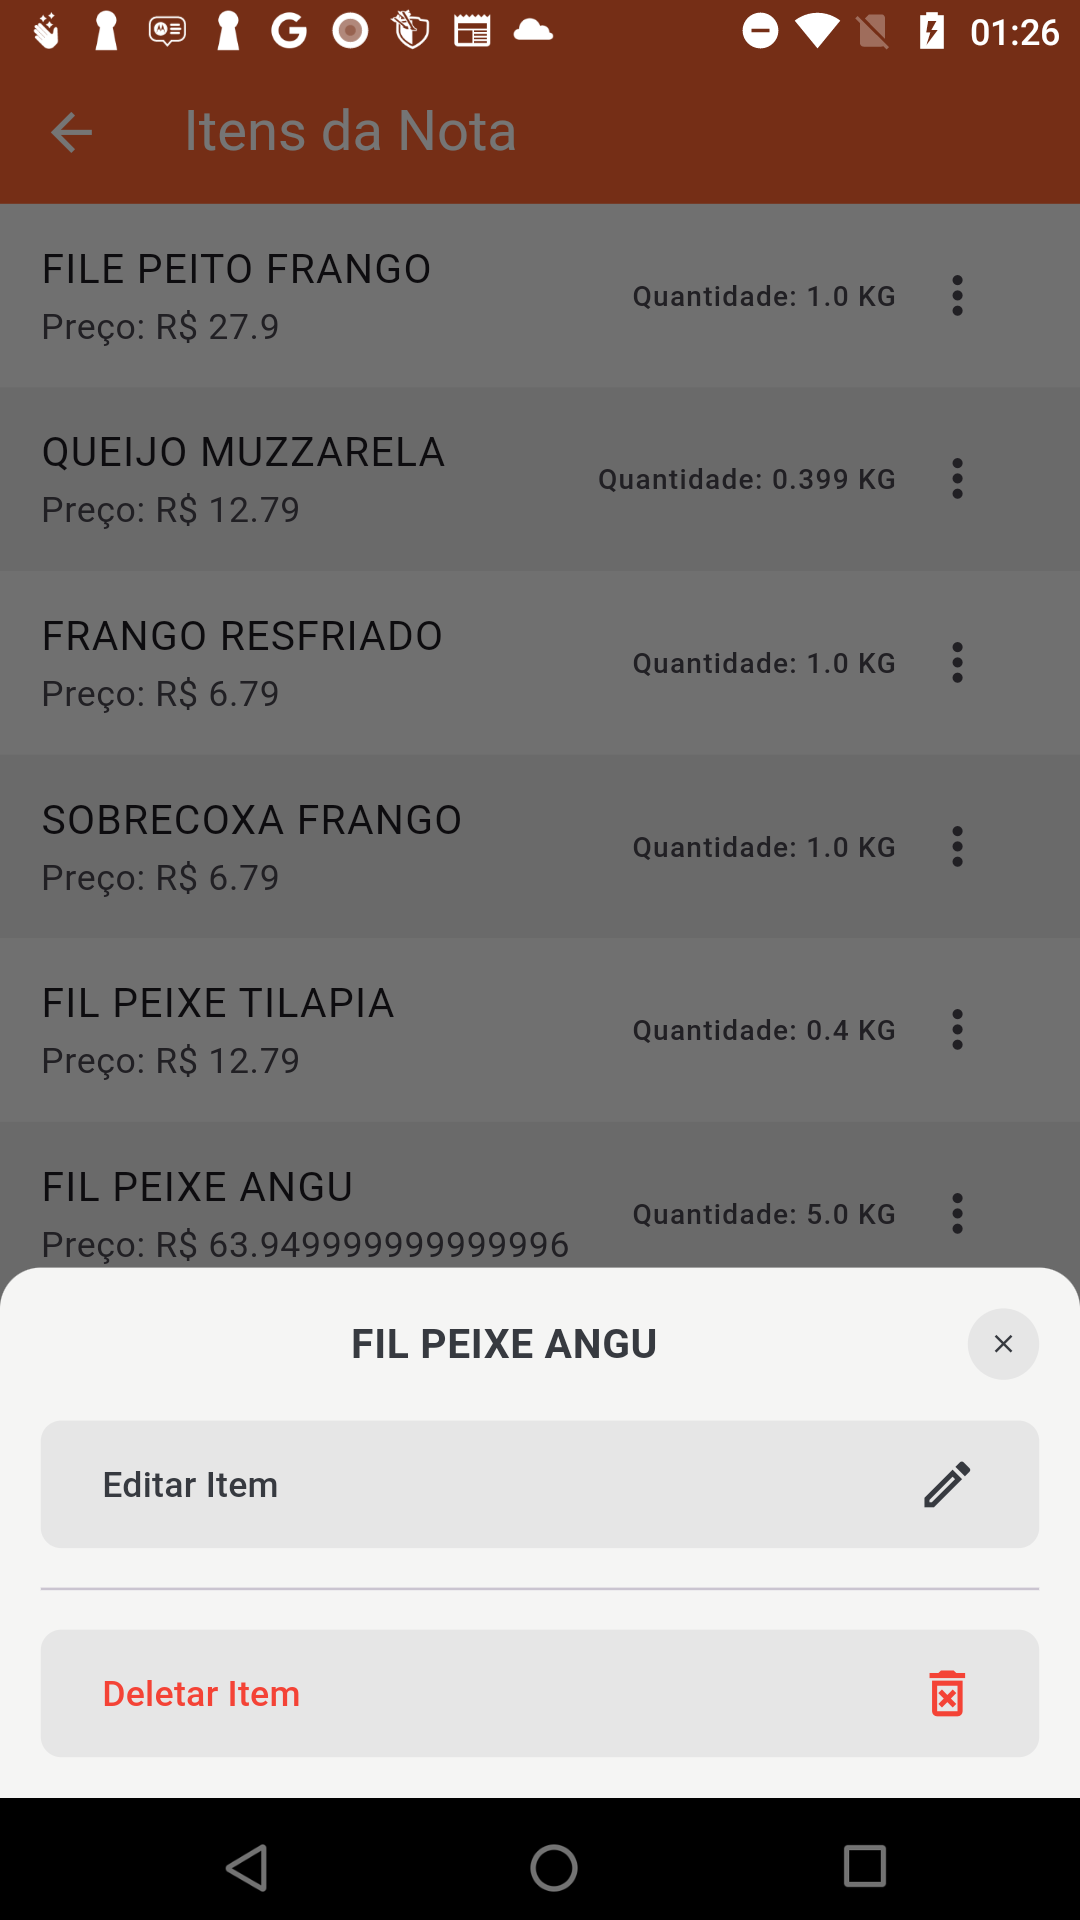 01:26
Itens da Nota
FILE PEITO FRANGO
Preço: R$ 27.9
Quantidade: 1.0 KG
QUEIJO MUZZARELA
Preço: R$ 12.79
Quantidade: 0.399 KG
FRANGO RESFRIADO
Preço: R$ 6.79
Quantidade: 1.0 KG
SOBRECOXA FRANGO
Preço: R$ 6.79
Quantidade: 1.0 KG
FIL PEIXE TILAPIA
Preço: R$ 12.79
Quantidade: 0.4 KG
FIL PEIXE ANGU
Preço: R$ 63.949999999999996
Quantidade: 5.0 KG
FIL PEIXE ANGU
Editar Item
Deletar Item